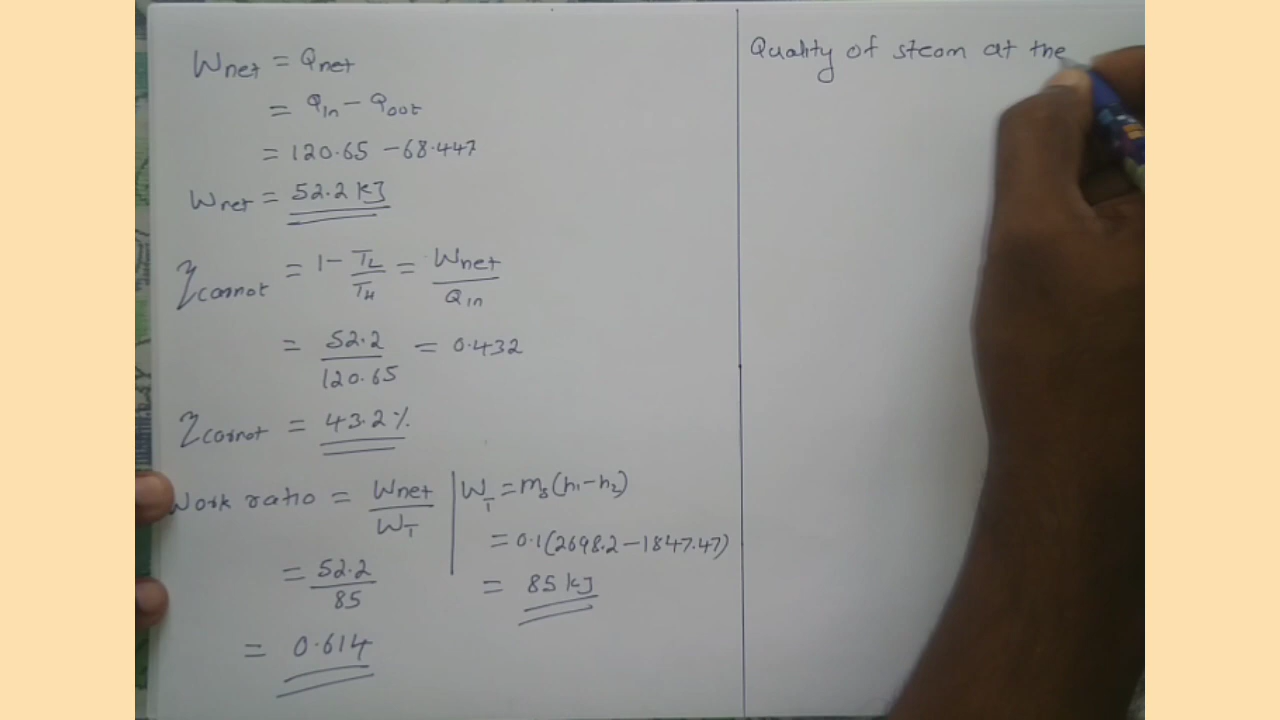 Wnet = Qnet
= Qin - Qout
= 120.65 - 68.447
Wnet = 52.2 kJ
ηcarnot = 1 - TL/TH = Wnet/Qin
= 52.2/120.65 = 0.432
ηcarnot = 43.2%
Work ratio = Wnet/WT
= 52.2/85
= 0.614
WT = ms(h1-h2)
= 0.1(2698.2-1847.47)
= 85 kJ
Quality of steam at the